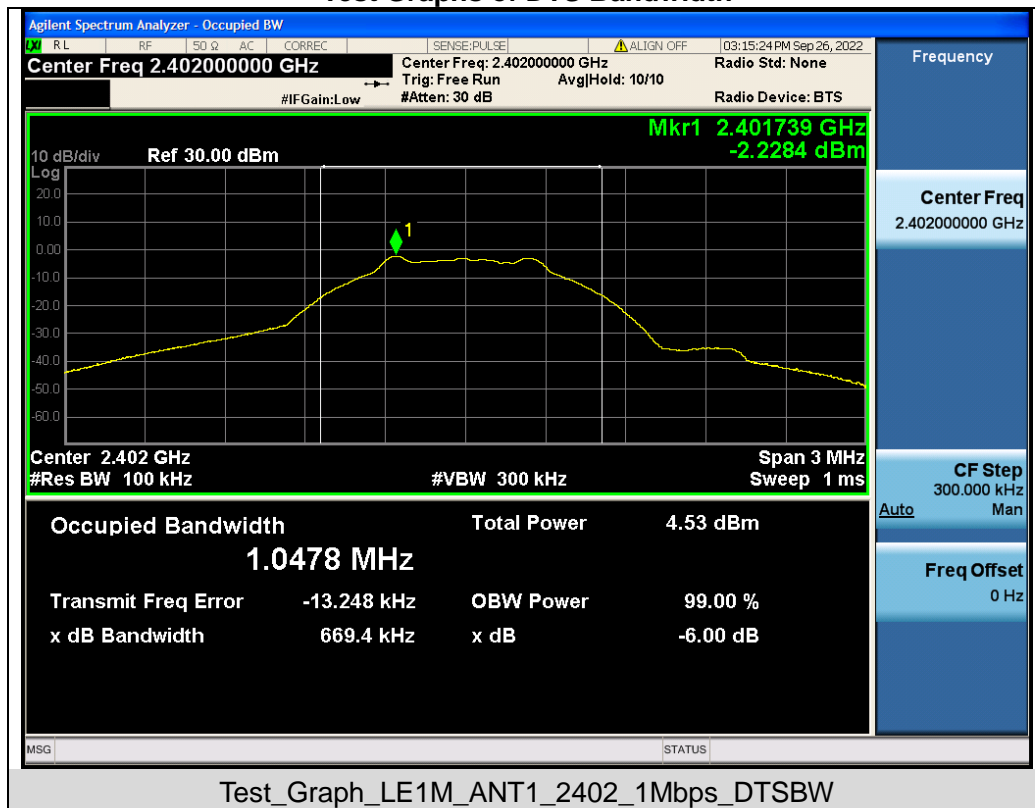 Test Graphs of DTS Bandwidth
Agilent Spectrum Analyzer - Occupied BW
LXI RL RF 50 Ω AC CORREC SENSE:PULSE ALIGN OFF 03:15:24 PM Sep 26, 2022
Center Freq 2.402000000 GHz
Center Freq: 2.402000000 GHz
Radio Std: None
Trig: Free Run Avg|Hold: 10/10
#IFGain:Low
#Atten: 30 dB
Radio Device: BTS
Frequency
Mkr1 2.401739 GHz
-2.2284 dBm
10 dB/div Ref 30.00 dBm
Log
20.0
10.0
0.00
-10.0
-20.0
-30.0
-40.0
-50.0
-60.0
1
Center 2.402 GHz Span 3 MHz
#Res BW 100 kHz #VBW 300 kHz Sweep 1 ms
Center Freq
2.402000000 GHz
CF Step
300.000 kHz
Auto Man
Freq Offset
0 Hz
Occupied Bandwidth Total Power 4.53 dBm
1.0478 MHz
Transmit Freq Error -13.248 kHz OBW Power 99.00 %
x dB Bandwidth 669.4 kHz x dB -6.00 dB
MSG STATUS
Test_Graph_LE1M_ANT1_2402_1Mbps_DTSBW